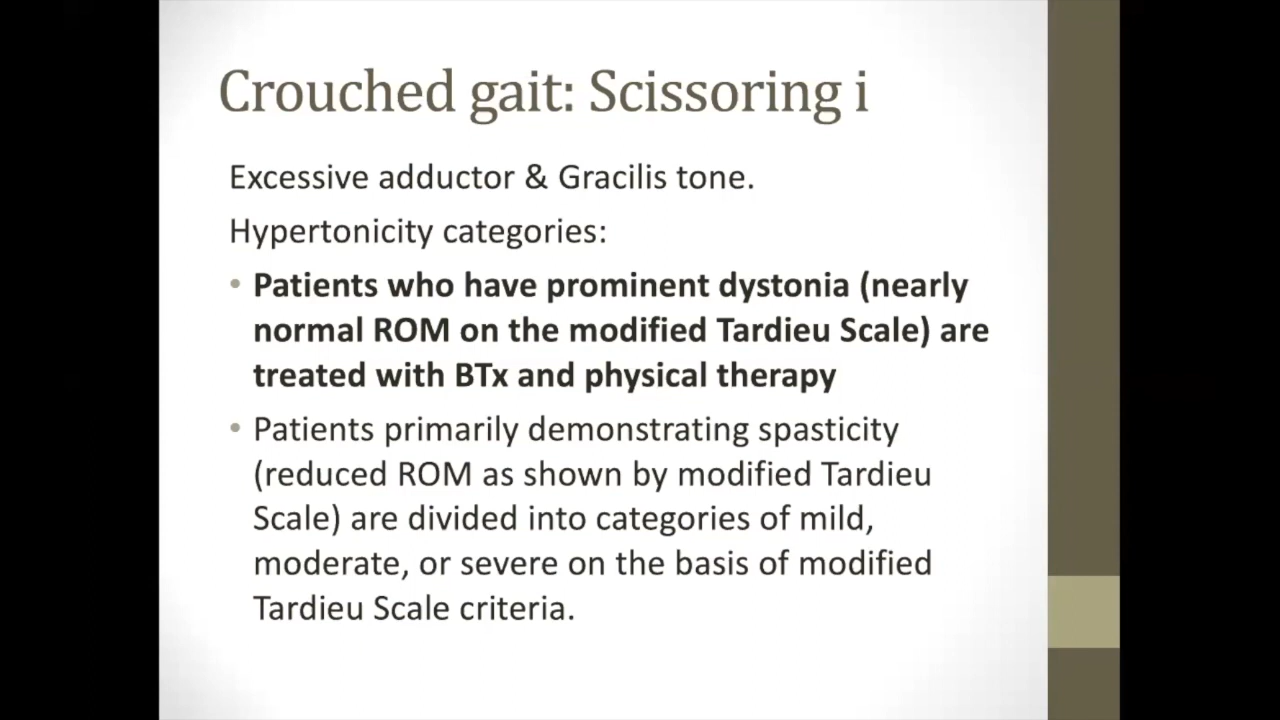 Crouched gait: Scissoring i
Excessive adductor & Gracilis tone.
Hypertonicity categories:
• Patients who have prominent dystonia (nearly
normal ROM on the modified Tardieu Scale) are
treated with BTx and physical therapy
• Patients primarily demonstrating spasticity
(reduced ROM as shown by modified Tardieu
Scale) are divided into categories of mild,
moderate, or severe on the basis of modified
Tardieu Scale criteria.